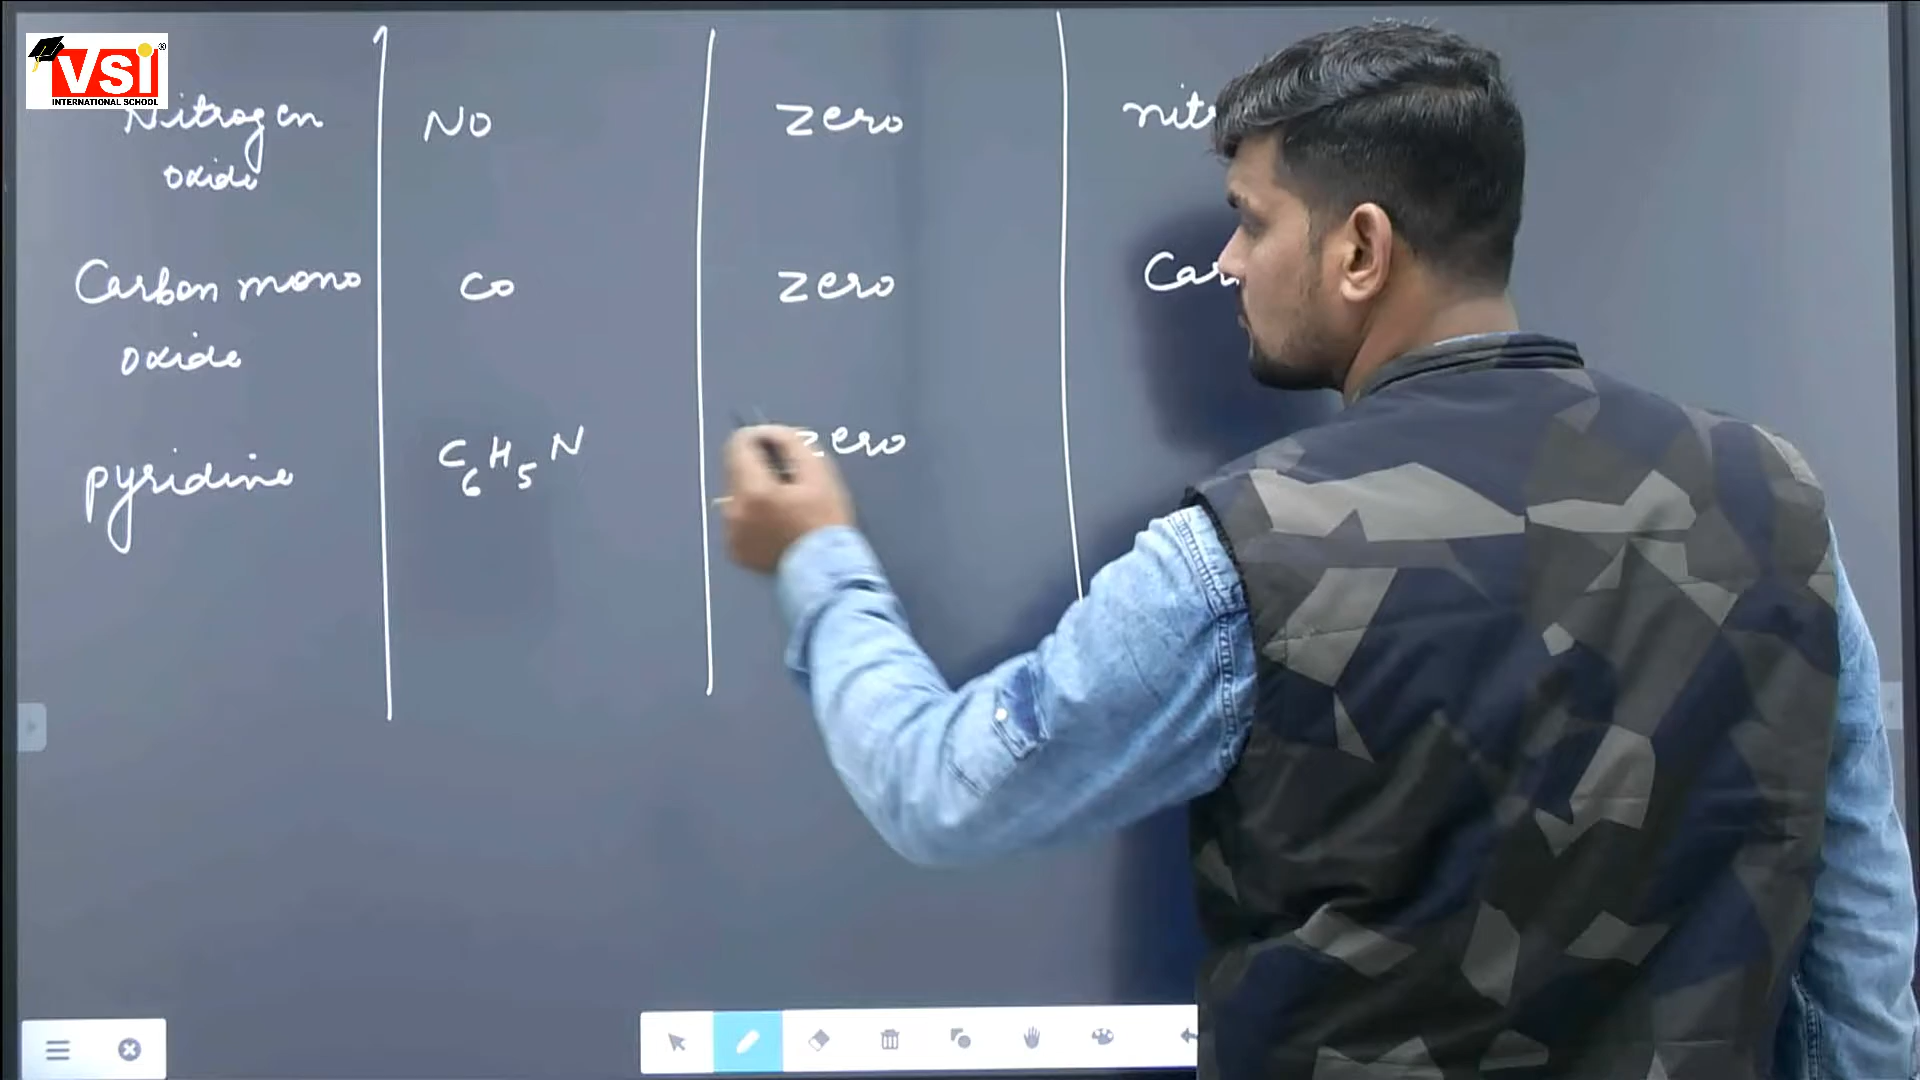 VSI
INTERNATIONAL SCHOOL
Nitrogen oxide NO zero
Carbon mono oxide CO zero
pyridine C6H5N zero